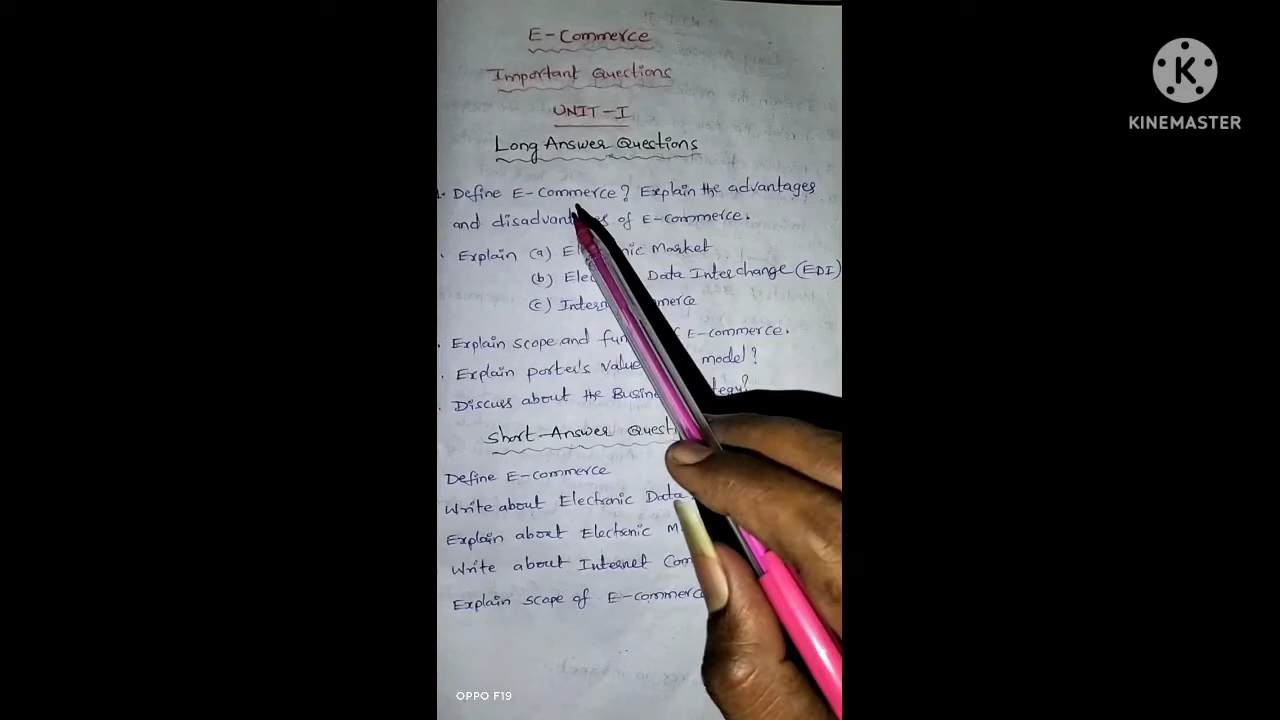 E-Commerce
Important Questions
UNIT-I
Long Answer Questions
Define E-Commerce? Explain the advantages
and of E-commerce.
Explain (a) Market
(b) Data Interchange (EDI)
(c)
Explain scope and E-commerce.
Explain porter's value model?
Discuss about the
Short-Answer
Define E-commerce
Write about Electronic Data
Explain about Electronic
Write about Internet
Explain scope of E-commerce
K
KINEMASTER
OPPO F19